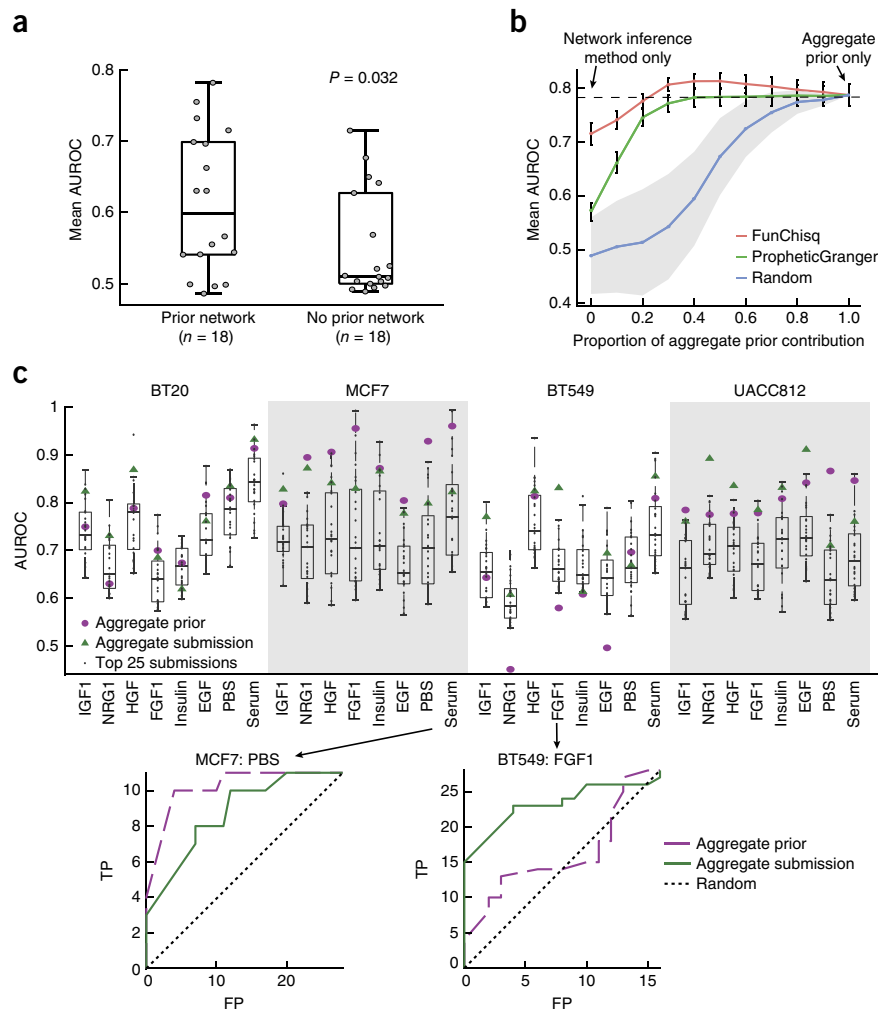 a
Mean AUROC
0.8
0.7
0.6
0.5
P = 0.032
Prior network
(n = 18)
No prior network
(n = 18)
b
Network inference
method only
Aggregate
prior only
Mean AUROC
0.8
0.7
0.6
0.5
0.4
FunChisq
PropheticGranger
Random
0
0.2
0.4
0.6
0.8
1.0
Proportion of aggregate prior contribution
c
BT20
MCF7
BT549
UACC812
AUROC
1
0.9
0.8
0.7
0.6
0.5
Aggregate prior
Aggregate submission
Top 25 submissions
IGF1
NRG1
HGF
FGF1
Insulin
EGF
PBS
Serum
IGF1
NRG1
HGF
FGF1
Insulin
EGF
PBS
Serum
IGF1
NRG1
HGF
FGF1
Insulin
EGF
PBS
Serum
IGF1
NRG1
HGF
FGF1
Insulin
EGF
PBS
Serum
MCF7: PBS
TP
10
8
6
4
2
0
0
10
20
FP
BT549: FGF1
TP
25
20
15
10
5
0
0
5
10
15
FP
Aggregate prior
Aggregate submission
Random